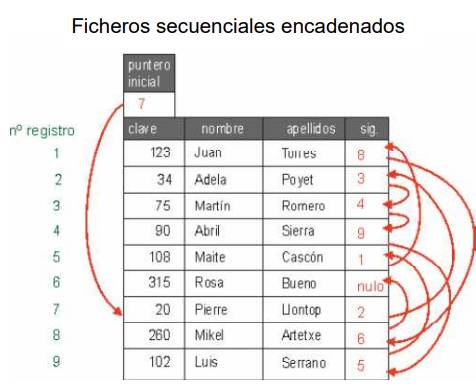 Ficheros secuenciales encadenados
puntero
inicial
7
nº registro clave nombre apellidos sig.
1 123 Juan Torres 8
2 34 Adela Poyet 3
3 75 Martín Romero 4
4 90 Abril Sierra 9
5 108 Maite Cascón 1
6 315 Rosa Bueno nulo
7 20 Pierre Llontop 2
8 260 Mikel Artetxe 6
9 102 Luis Serrano 5